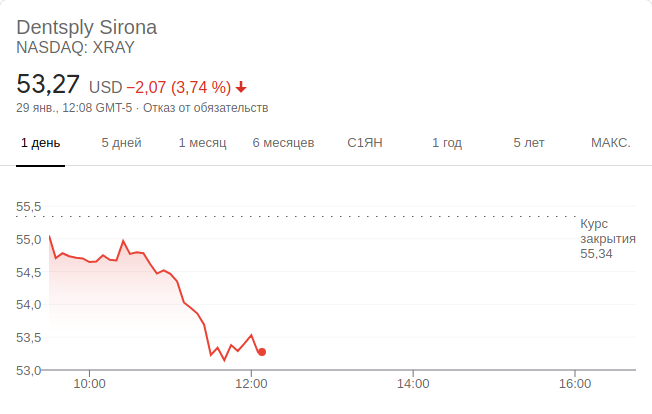 Dentsply Sirona
NASDAQ: XRAY
53,27 USD −2,07 (3,74 %)
29 янв., 12:08 GMT-5 · Отказ от обязательств
1 день 5 дней 1 месяц 6 месяцев С1ЯН 1 год 5 лет МАКС.
55,5
Курс
закрытия
55,34
55,0
54,5
54,0
53,5
53,0
10:00 12:00 14:00 16:00